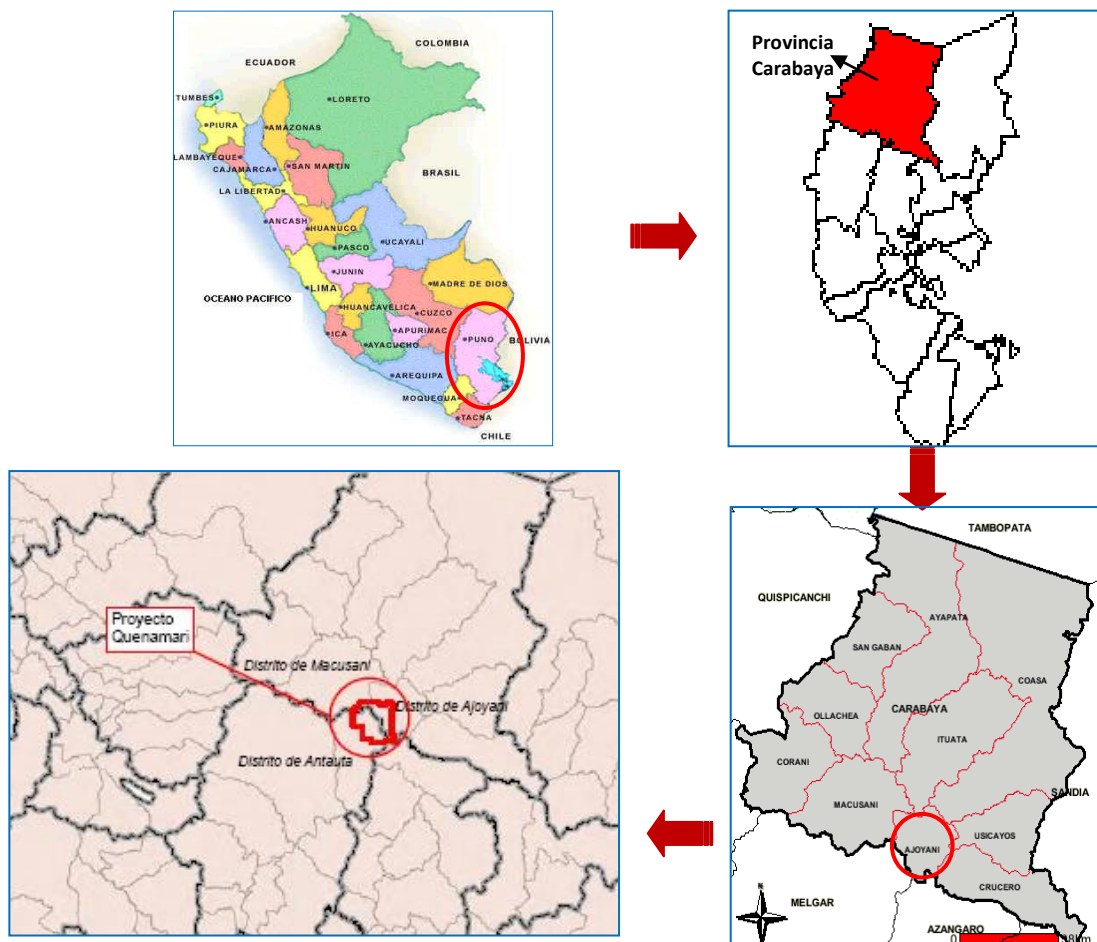 COLOMBIA
ECUADOR
TUMBES
LORETO
PIURA
AMAZONAS
LAMBAYEQUE
CAJAMARCA
SAN MARTIN
BRASIL
LA LIBERTAD
ANCASH
HUANUCO
UCAYALI
PASCO
JUNIN
MADRE DE DIOS
LIMA
OCEANO PACIFICO
HUANCAVELICA
CUZCO
ICA
APURIMAC
PUNO
BOLIVIA
AYACUCHO
AREQUIPA
MOQUEGUA
TACNA
CHILE
Provincia
Carabaya
Proyecto
Quenamari
Distrito de Macusani
Distrito de Ajoyani
Distrito de Antauta
TAMBOPATA
QUISPICANCHI
AYAPATA
SAN GABAN
COASA
OLLACHEA
CARABAYA
ITUATA
CORANI
SANDIA
MACUSANI
USICAYOS
AJOYANI
CRUCERO
MELGAR
N
AZANGARO
0
8km